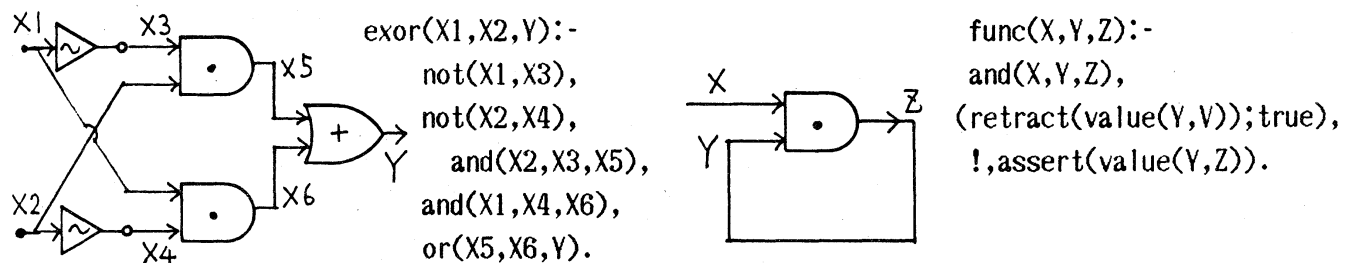 X1
X3
X5
X2
X4
X6
Y
~
~
·
·
+
exor(X1,X2,Y):-
not(X1,X3),
not(X2,X4),
and(X2,X3,X5),
and(X1,X4,X6),
or(X5,X6,Y).
X
Y
Z
·
func(X,Y,Z):-
and(X,Y,Z),
(retract(value(Y,V));true),
!,assert(value(Y,Z)).